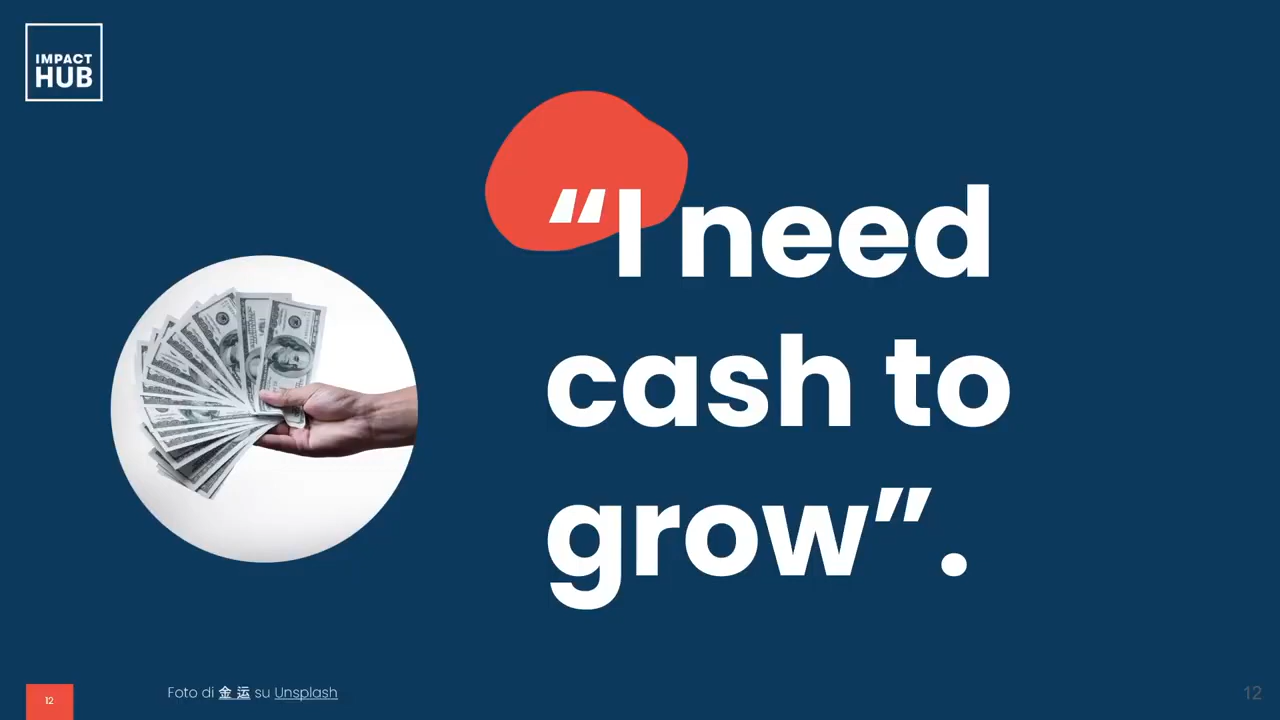 IMPACT
HUB
“I need
cash to
grow”.
12
Foto di 金 运 su Unsplash
12